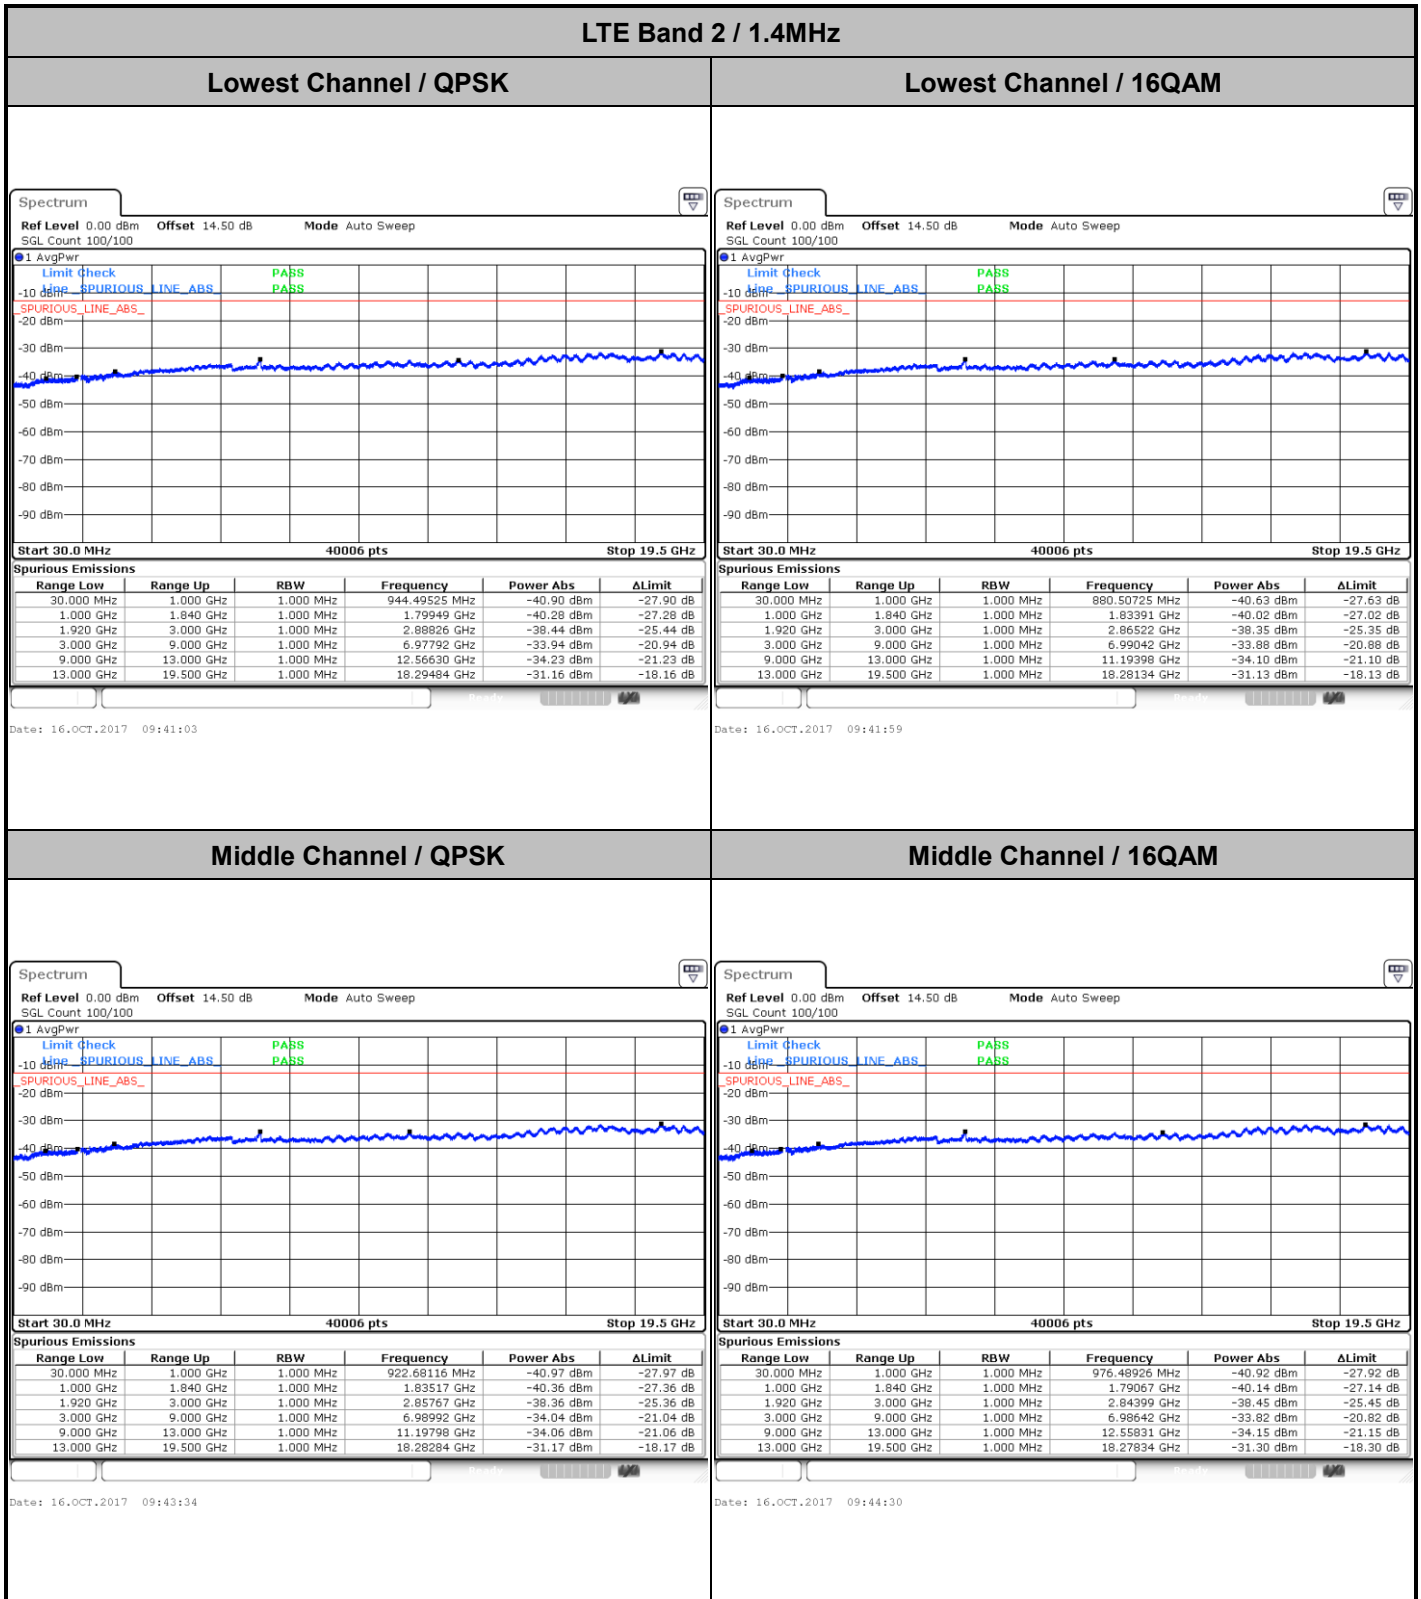 LTE Band 2 / 1.4MHz
Lowest Channel / QPSK
Lowest Channel / 16QAM
Spectrum
Ref Level 0.00 dBm Offset 14.50 dB Mode Auto Sweep
SGL Count 100/100
1 AvgPwr
Limit Check PASS
Line _SPURIOUS_LINE_ABS_ PASS
-10 dBm
_SPURIOUS_LINE_ABS_
-20 dBm
-30 dBm
-40 dBm
-50 dBm
-60 dBm
-70 dBm
-80 dBm
-90 dBm
Start 30.0 MHz 40006 pts Stop 19.5 GHz
Spurious Emissions
Range Low Range Up RBW Frequency Power Abs ΔLimit
30.000 MHz 1.000 GHz 1.000 MHz 944.49525 MHz -40.90 dBm -27.90 dB
1.000 GHz 1.840 GHz 1.000 MHz 1.79949 GHz -40.28 dBm -27.28 dB
1.920 GHz 3.000 GHz 1.000 MHz 2.88826 GHz -38.44 dBm -25.44 dB
3.000 GHz 9.000 GHz 1.000 MHz 6.97792 GHz -33.94 dBm -20.94 dB
9.000 GHz 13.000 GHz 1.000 MHz 12.56630 GHz -34.23 dBm -21.23 dB
13.000 GHz 19.500 GHz 1.000 MHz 18.29484 GHz -31.16 dBm -18.16 dB
Ready
Date: 16.OCT.2017 09:41:03
Spectrum
Ref Level 0.00 dBm Offset 14.50 dB Mode Auto Sweep
SGL Count 100/100
1 AvgPwr
Limit Check PASS
Line _SPURIOUS_LINE_ABS_ PASS
-10 dBm
_SPURIOUS_LINE_ABS_
-20 dBm
-30 dBm
-40 dBm
-50 dBm
-60 dBm
-70 dBm
-80 dBm
-90 dBm
Start 30.0 MHz 40006 pts Stop 19.5 GHz
Spurious Emissions
Range Low Range Up RBW Frequency Power Abs ΔLimit
30.000 MHz 1.000 GHz 1.000 MHz 880.50725 MHz -40.63 dBm -27.63 dB
1.000 GHz 1.840 GHz 1.000 MHz 1.83391 GHz -40.02 dBm -27.02 dB
1.920 GHz 3.000 GHz 1.000 MHz 2.86522 GHz -38.35 dBm -25.35 dB
3.000 GHz 9.000 GHz 1.000 MHz 6.99042 GHz -33.88 dBm -20.88 dB
9.000 GHz 13.000 GHz 1.000 MHz 11.19398 GHz -34.10 dBm -21.10 dB
13.000 GHz 19.500 GHz 1.000 MHz 18.28134 GHz -31.13 dBm -18.13 dB
Ready
Date: 16.OCT.2017 09:41:59
Middle Channel / QPSK
Middle Channel / 16QAM
Spectrum
Ref Level 0.00 dBm Offset 14.50 dB Mode Auto Sweep
SGL Count 100/100
1 AvgPwr
Limit Check PASS
Line _SPURIOUS_LINE_ABS_ PASS
-10 dBm
_SPURIOUS_LINE_ABS_
-20 dBm
-30 dBm
-40 dBm
-50 dBm
-60 dBm
-70 dBm
-80 dBm
-90 dBm
Start 30.0 MHz 40006 pts Stop 19.5 GHz
Spurious Emissions
Range Low Range Up RBW Frequency Power Abs ΔLimit
30.000 MHz 1.000 GHz 1.000 MHz 922.68116 MHz -40.97 dBm -27.97 dB
1.000 GHz 1.840 GHz 1.000 MHz 1.83517 GHz -40.36 dBm -27.36 dB
1.920 GHz 3.000 GHz 1.000 MHz 2.85767 GHz -38.36 dBm -25.36 dB
3.000 GHz 9.000 GHz 1.000 MHz 6.98992 GHz -34.04 dBm -21.04 dB
9.000 GHz 13.000 GHz 1.000 MHz 11.19798 GHz -34.06 dBm -21.06 dB
13.000 GHz 19.500 GHz 1.000 MHz 18.28284 GHz -31.17 dBm -18.17 dB
Ready
Date: 16.OCT.2017 09:43:34
Spectrum
Ref Level 0.00 dBm Offset 14.50 dB Mode Auto Sweep
SGL Count 100/100
1 AvgPwr
Limit Check PASS
Line _SPURIOUS_LINE_ABS_ PASS
-10 dBm
_SPURIOUS_LINE_ABS_
-20 dBm
-30 dBm
-40 dBm
-50 dBm
-60 dBm
-70 dBm
-80 dBm
-90 dBm
Start 30.0 MHz 40006 pts Stop 19.5 GHz
Spurious Emissions
Range Low Range Up RBW Frequency Power Abs ΔLimit
30.000 MHz 1.000 GHz 1.000 MHz 976.48926 MHz -40.92 dBm -27.92 dB
1.000 GHz 1.840 GHz 1.000 MHz 1.79067 GHz -40.14 dBm -27.14 dB
1.920 GHz 3.000 GHz 1.000 MHz 2.84399 GHz -38.45 dBm -25.45 dB
3.000 GHz 9.000 GHz 1.000 MHz 6.98642 GHz -33.82 dBm -20.82 dB
9.000 GHz 13.000 GHz 1.000 MHz 12.55831 GHz -34.15 dBm -21.15 dB
13.000 GHz 19.500 GHz 1.000 MHz 18.27834 GHz -31.30 dBm -18.30 dB
Ready
Date: 16.OCT.2017 09:44:30